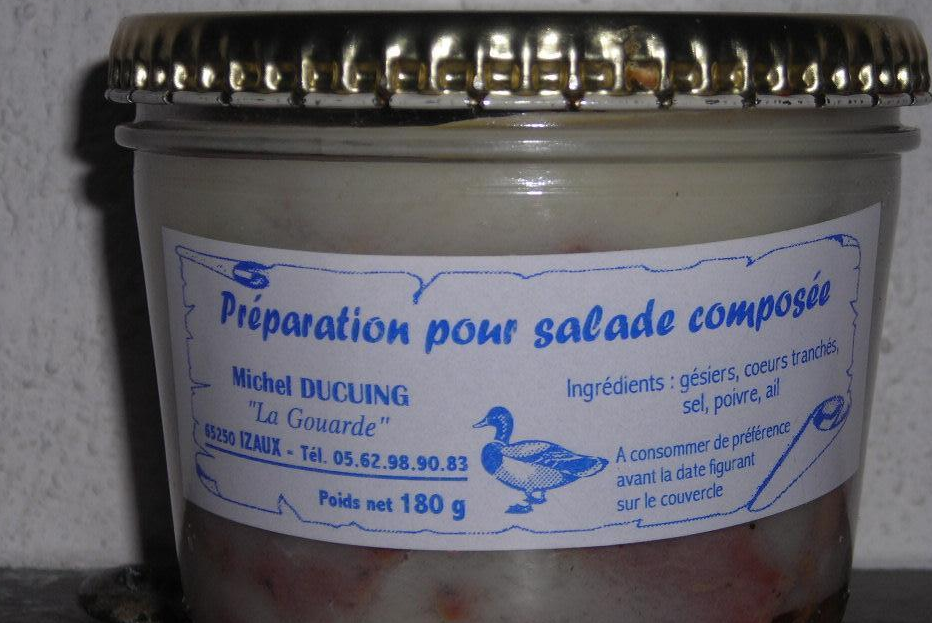 Préparation pour salade composée
Michel DUCUING
"La Gouarde"
65250 IZAUX - Tél. 05.62.98.90.83
Poids net 180 g
Ingrédients : gésiers, coeurs tranchés,
sel, poivre, ail
A consommer de préférence
avant la date figurant
sur le couvercle